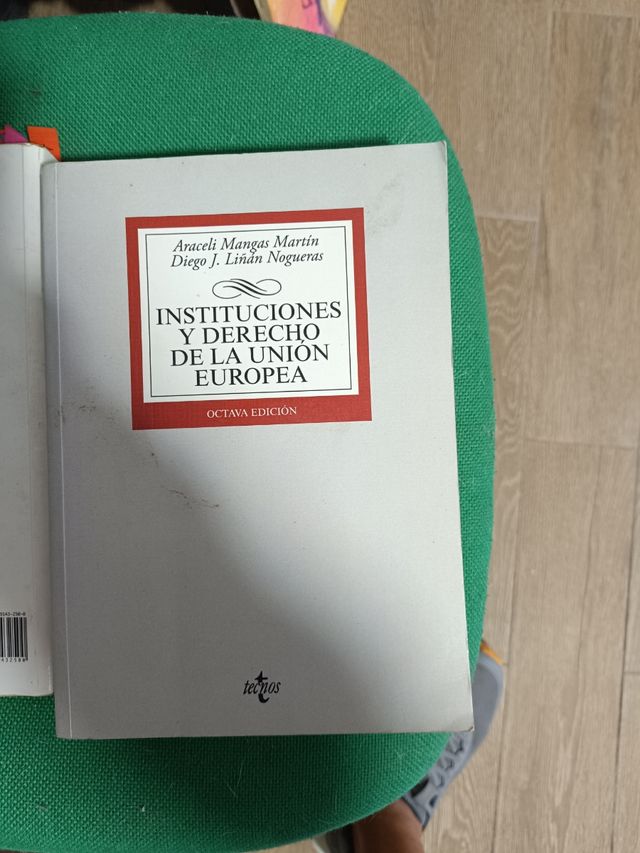 Araceli Mangas Martín
Diego J. Liñán Nogueras
INSTITUCIONES
Y DERECHO
DE LA UNIÓN
EUROPEA
OCTAVA EDICIÓN
tecnos